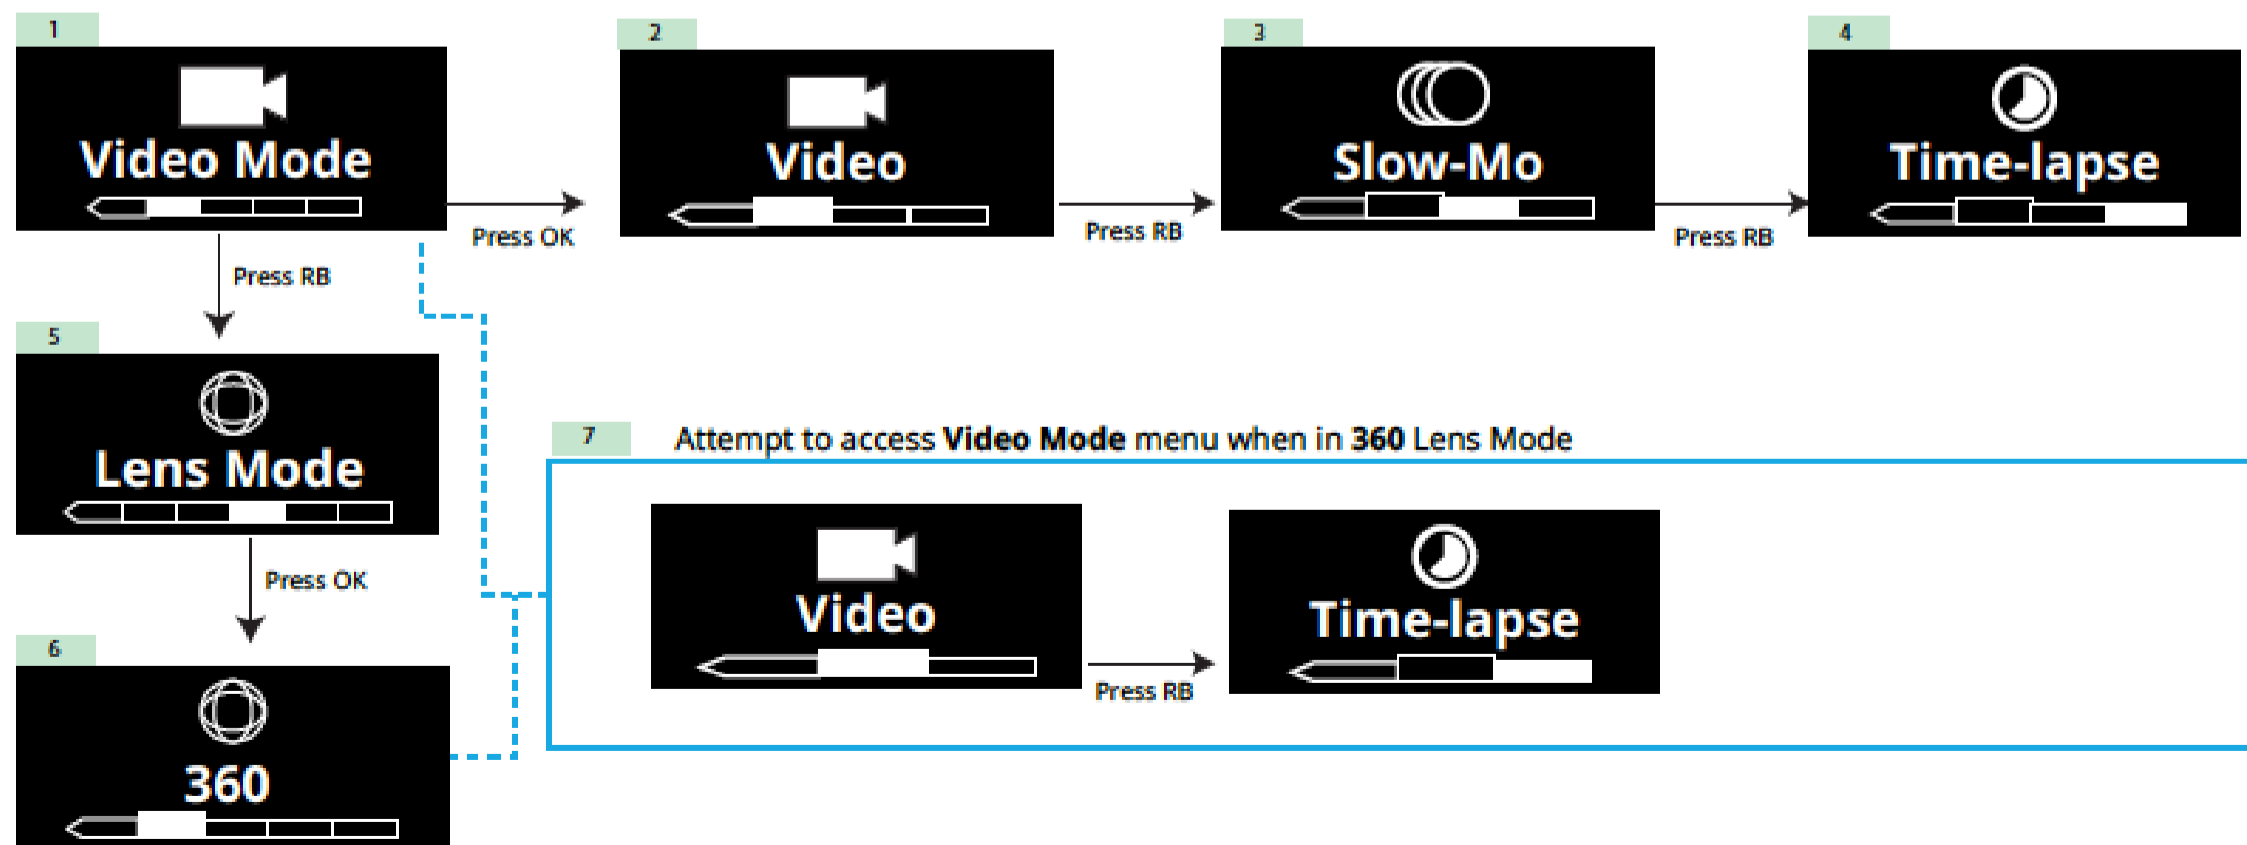 1
Video Mode
Press OK
2
Video
Press RB
3
Slow-Mo
Press RB
4
Time-lapse
Press RB
5
Lens Mode
Press OK
6
360
7
Attempt to access Video Mode menu when in 360 Lens Mode
Video
Press RB
Time-lapse